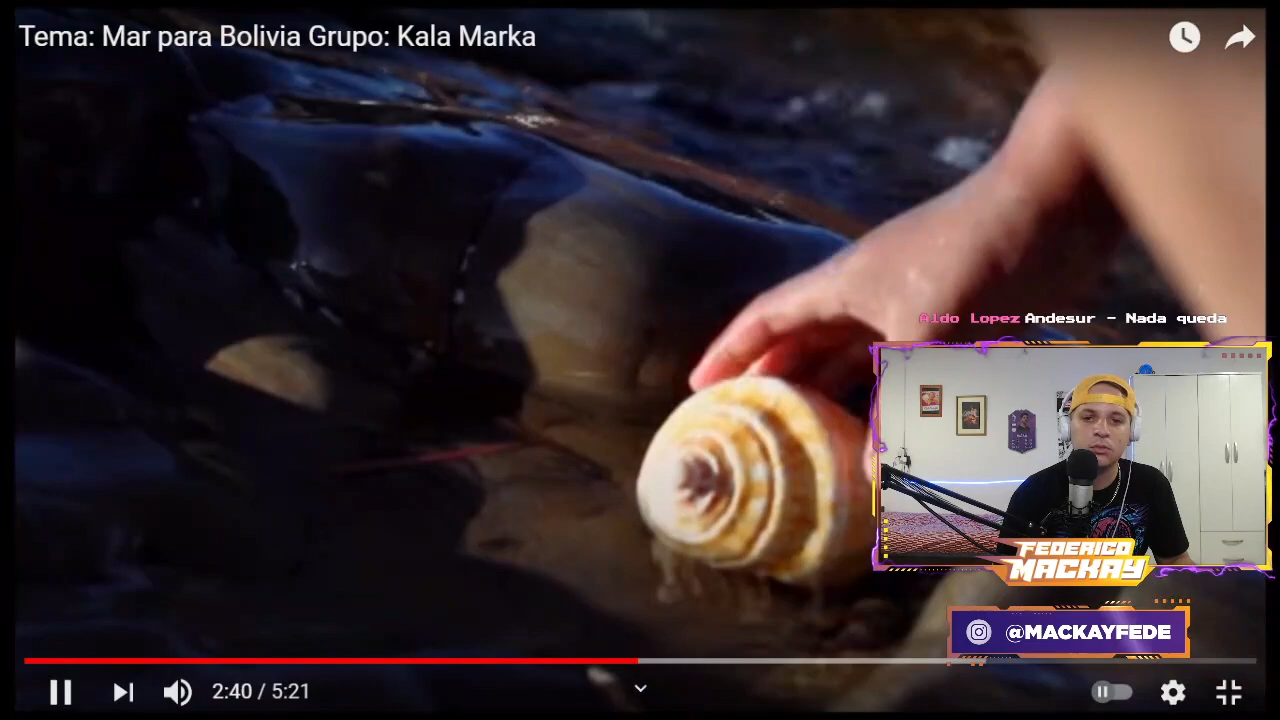 Tema: Mar para Bolivia Grupo: Kala Marka
Aldo Lopez Andesur - Nada queda
FEDERICO
MACKAY
@MACKAYFEDE
2:40 / 5:21